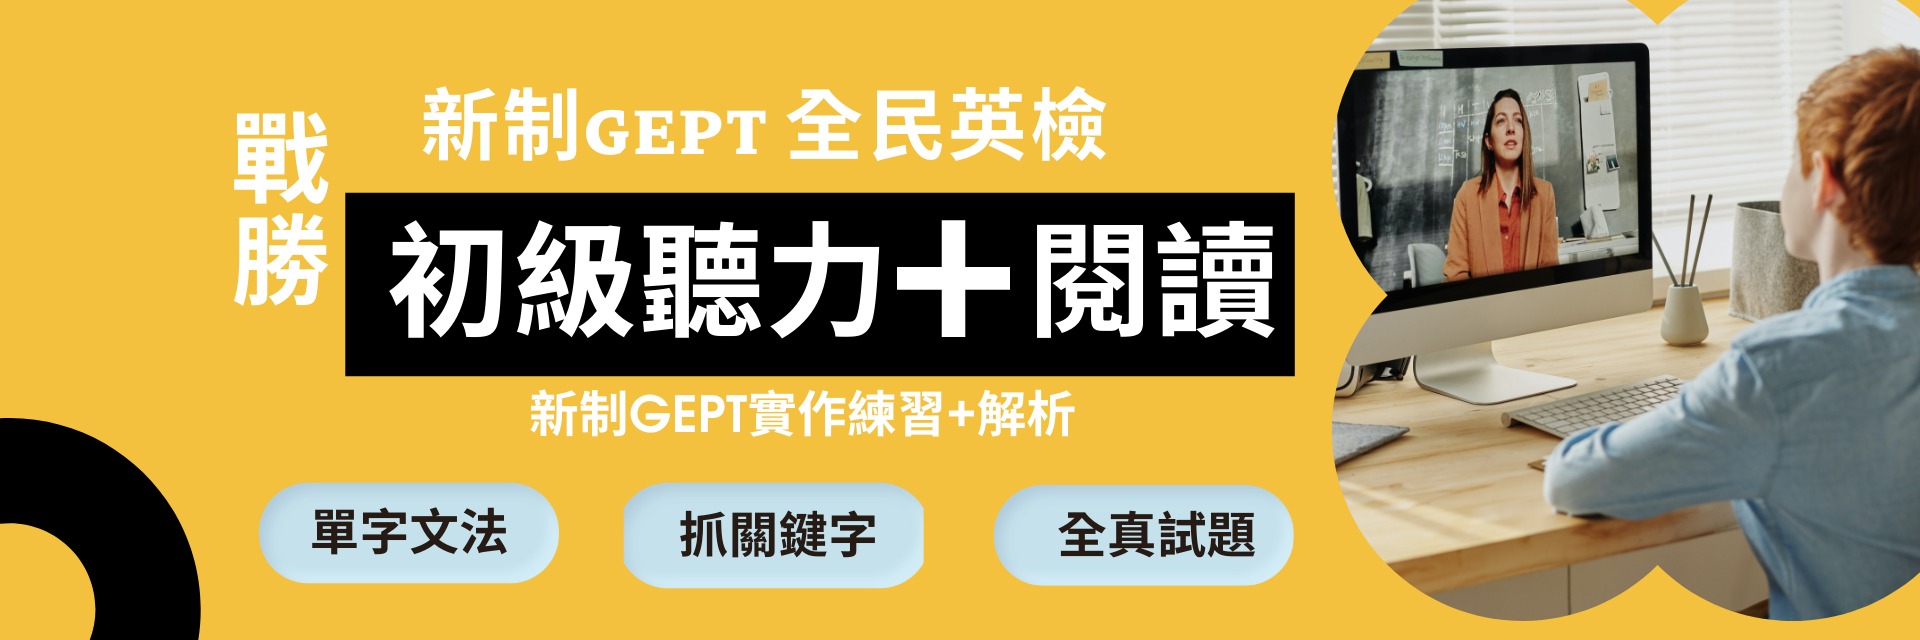 戰勝
新制GEPT 全民英檢
初級聽力+閱讀
新制GEPT實作練習+解析
單字文法
抓關鍵字
全真試題